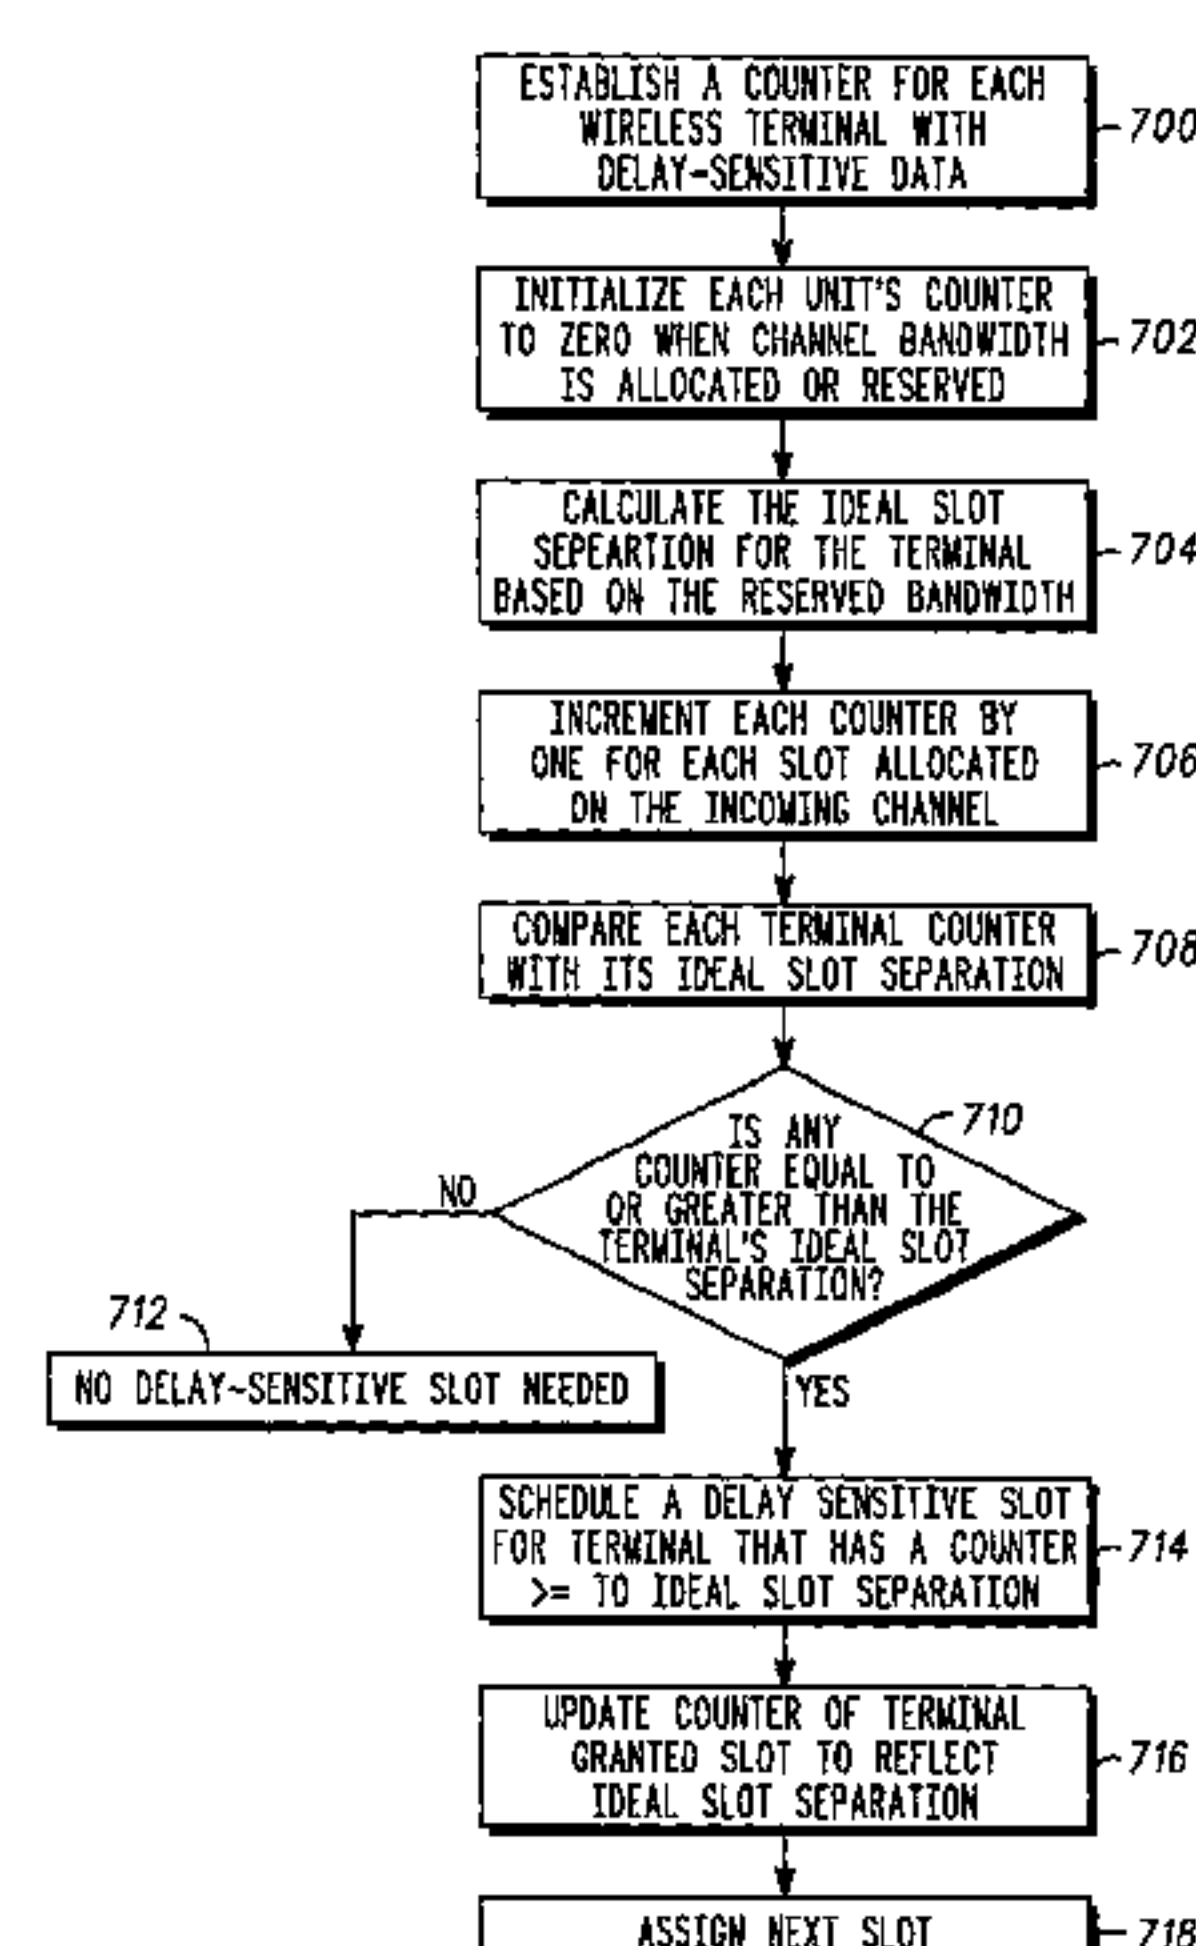 ESTABLISH A COUNTER FOR EACH
WIRELESS TERMINAL WITH
DELAY-SENSITIVE DATA
700
INITIALIZE EACH UNIT'S COUNTER
TO ZERO WHEN CHANNEL BANDWIDTH
IS ALLOCATED OR RESERVED
702
CALCULATE THE IDEAL SLOT
SEPEARTION FOR THE TERMINAL
BASED ON THE RESERVED BANDWIDTH
704
INCREMENT EACH COUNTER BY
ONE FOR EACH SLOT ALLOCATED
ON THE INCOMING CHANNEL
706
COMPARE EACH TERMINAL COUNTER
WITH ITS IDEAL SLOT SEPARATION
708
710
IS ANY
COUNTER EQUAL TO
OR GREATER THAN THE
TERMINAL'S IDEAL SLOT
SEPARATION?
NO
712
NO DELAY-SENSITIVE SLOT NEEDED
YES
SCHEDULE A DELAY SENSITIVE SLOT
FOR TERMINAL THAT HAS A COUNTER
>= TO IDEAL SLOT SEPARATION
714
UPDATE COUNTER OF TERMINAL
GRANTED SLOT TO REFLECT
IDEAL SLOT SEPARATION
716
ASSIGN NEXT SLOT
718